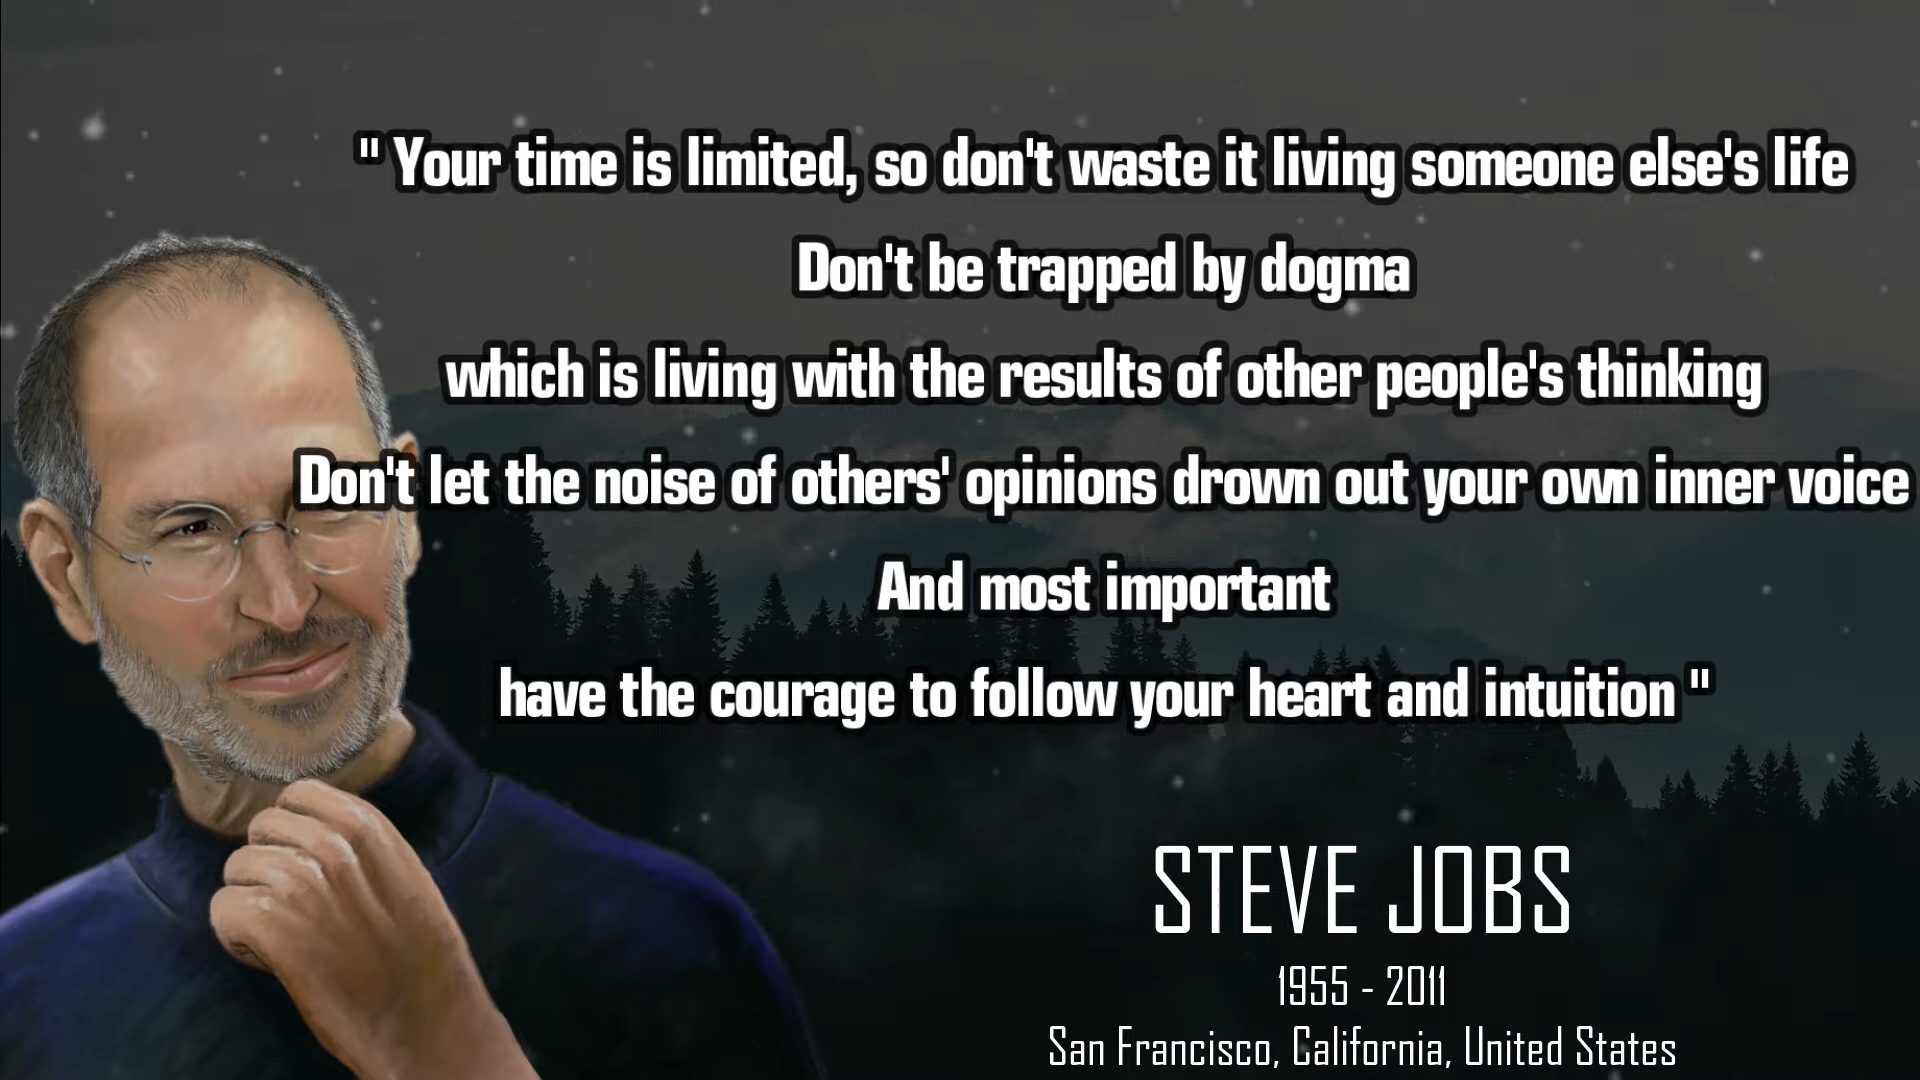 " Your time is limited, so don't waste it living someone else's life
Don't be trapped by dogma
which is living with the results of other people's thinking
Don't let the noise of others' opinions drown out your own inner voice
And most important
have the courage to follow your heart and intuition "
STEVE JOBS
1955 - 2011
San Francisco, California, United States